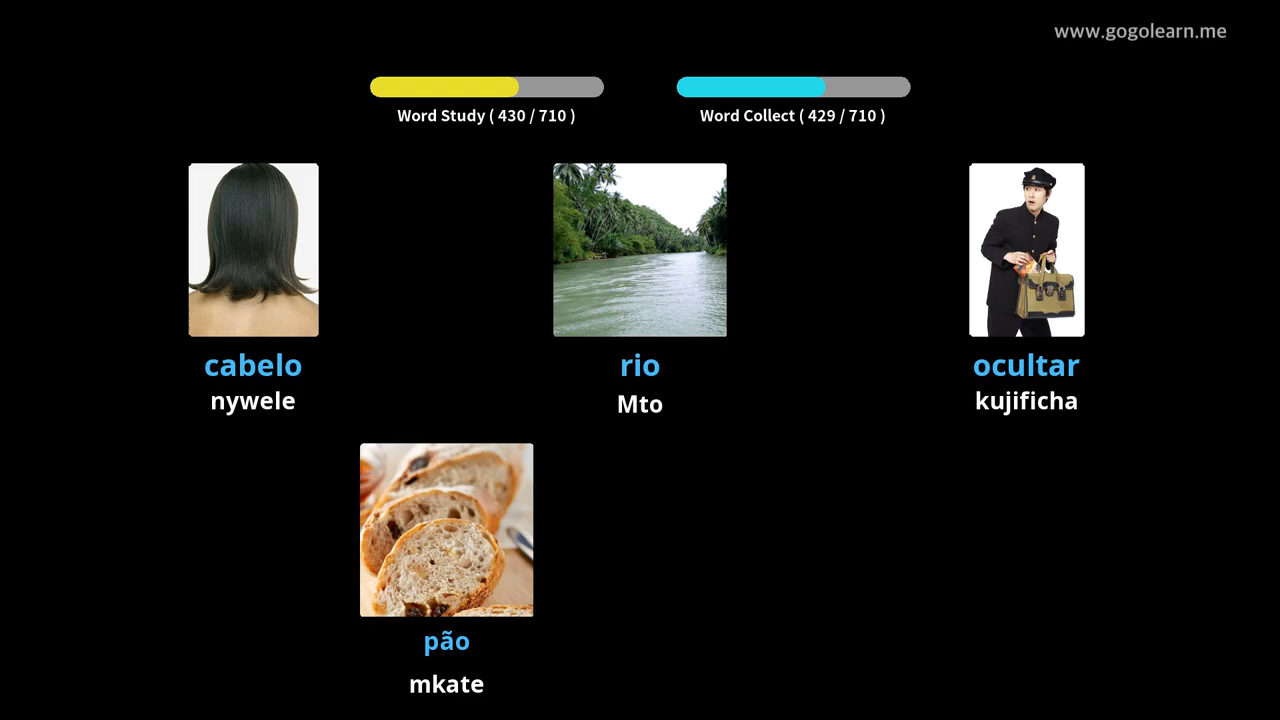 www.gogolearn.me
Word Study ( 430 / 710 )
Word Collect ( 429 / 710 )
cabelo
nywele
rio
Mto
ocultar
kujificha
pão
mkate